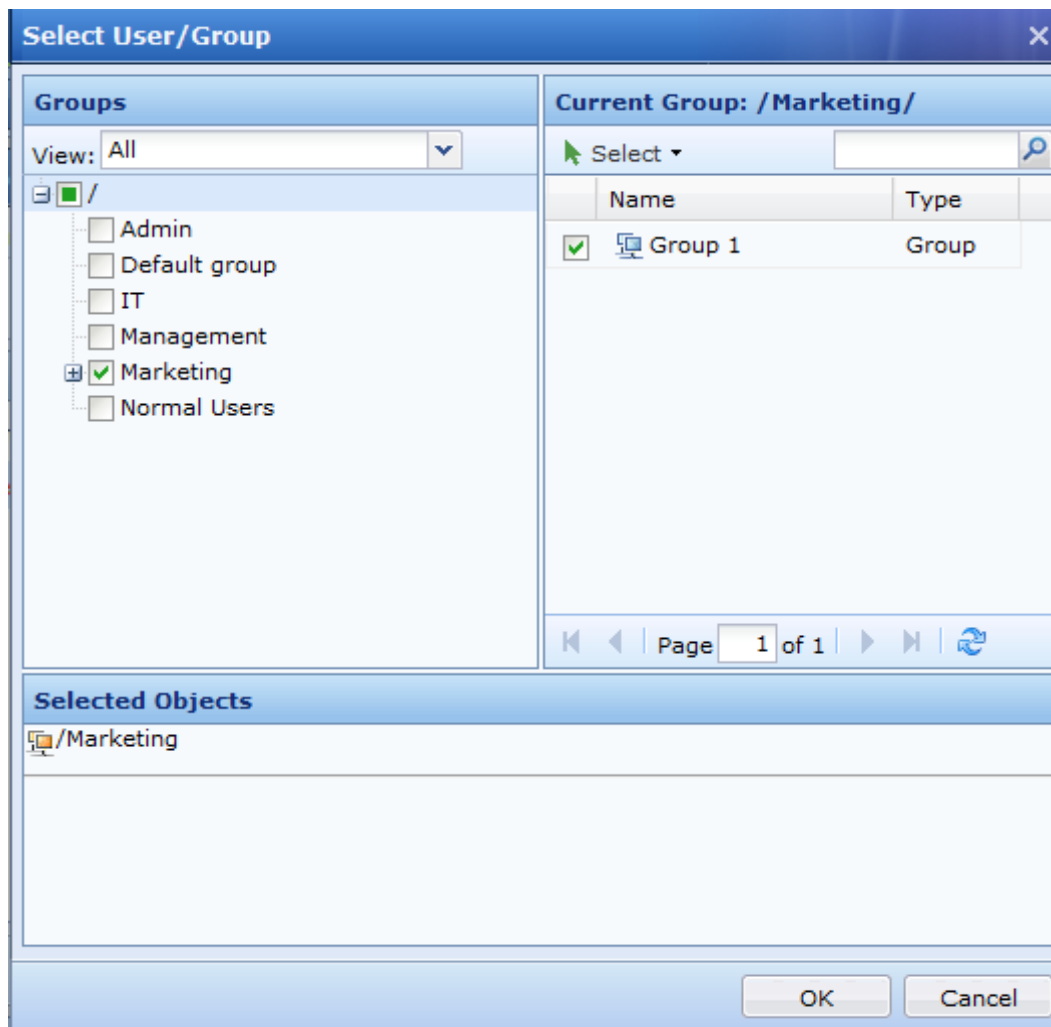 Select User/Group
Groups
View: All
/
Admin
Default group
IT
Management
Marketing
Normal Users
Current Group: /Marketing/
Select
Name Type
Group 1 Group
Page 1 of 1
Selected Objects
/Marketing
OK Cancel